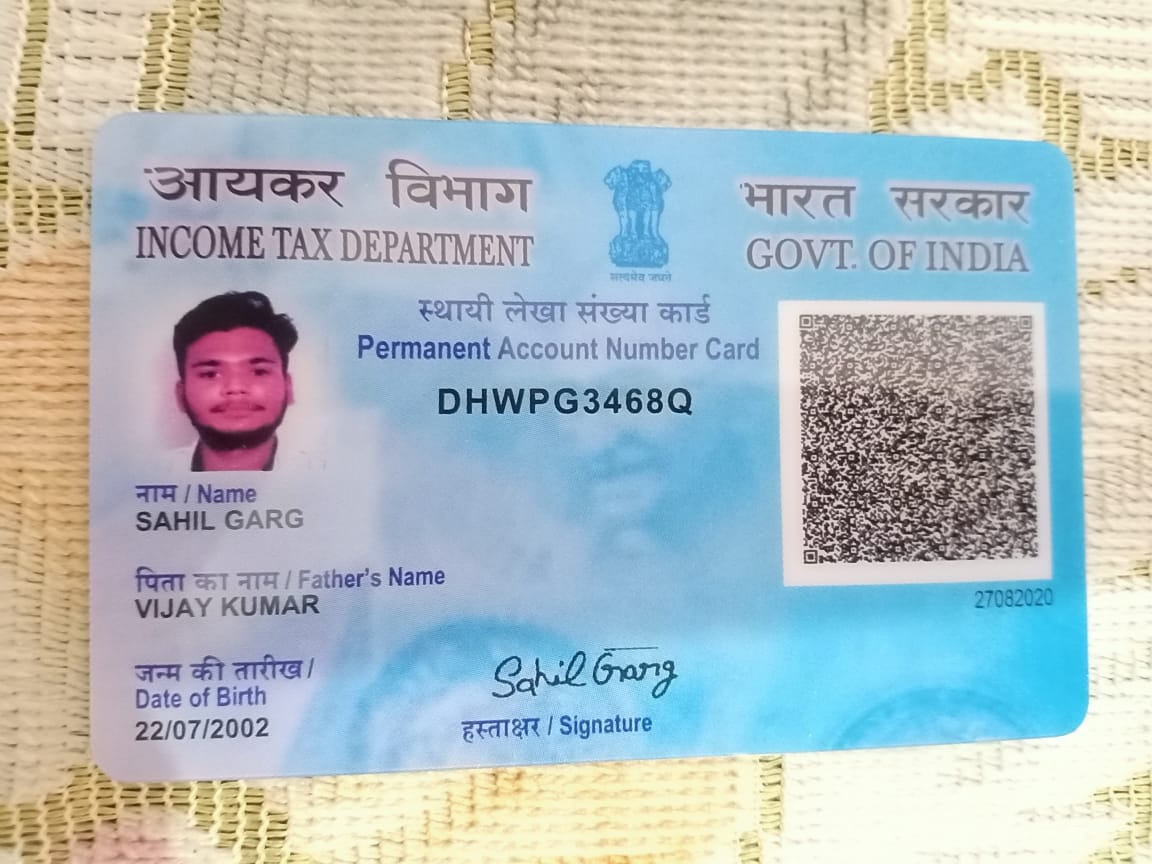 आयकर विभाग
INCOME TAX DEPARTMENT
सत्यमेव जयते
भारत सरकार
GOVT. OF INDIA
स्थायी लेखा संख्या कार्ड
Permanent Account Number Card
DHWPG3468Q
नाम / Name
SAHIL GARG
पिता का नाम / Father's Name
VIJAY KUMAR
27082020
जन्म की तारीख /
Date of Birth
22/07/2002
Sahil Garg
हस्ताक्षर / Signature